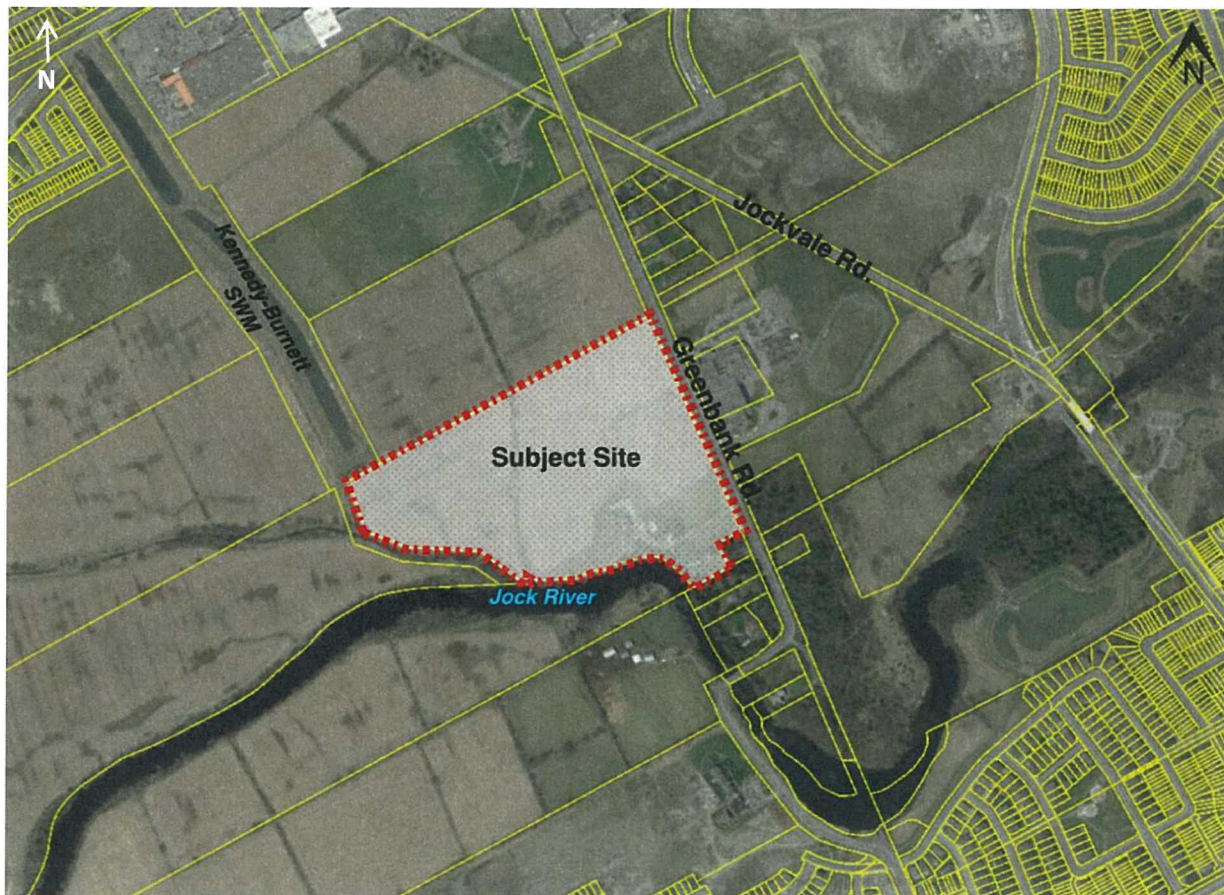 N
N
Jockvale Rd.
Kennedy-Burnett
SWM
Greenbank Rd.
Subject Site
Jock River